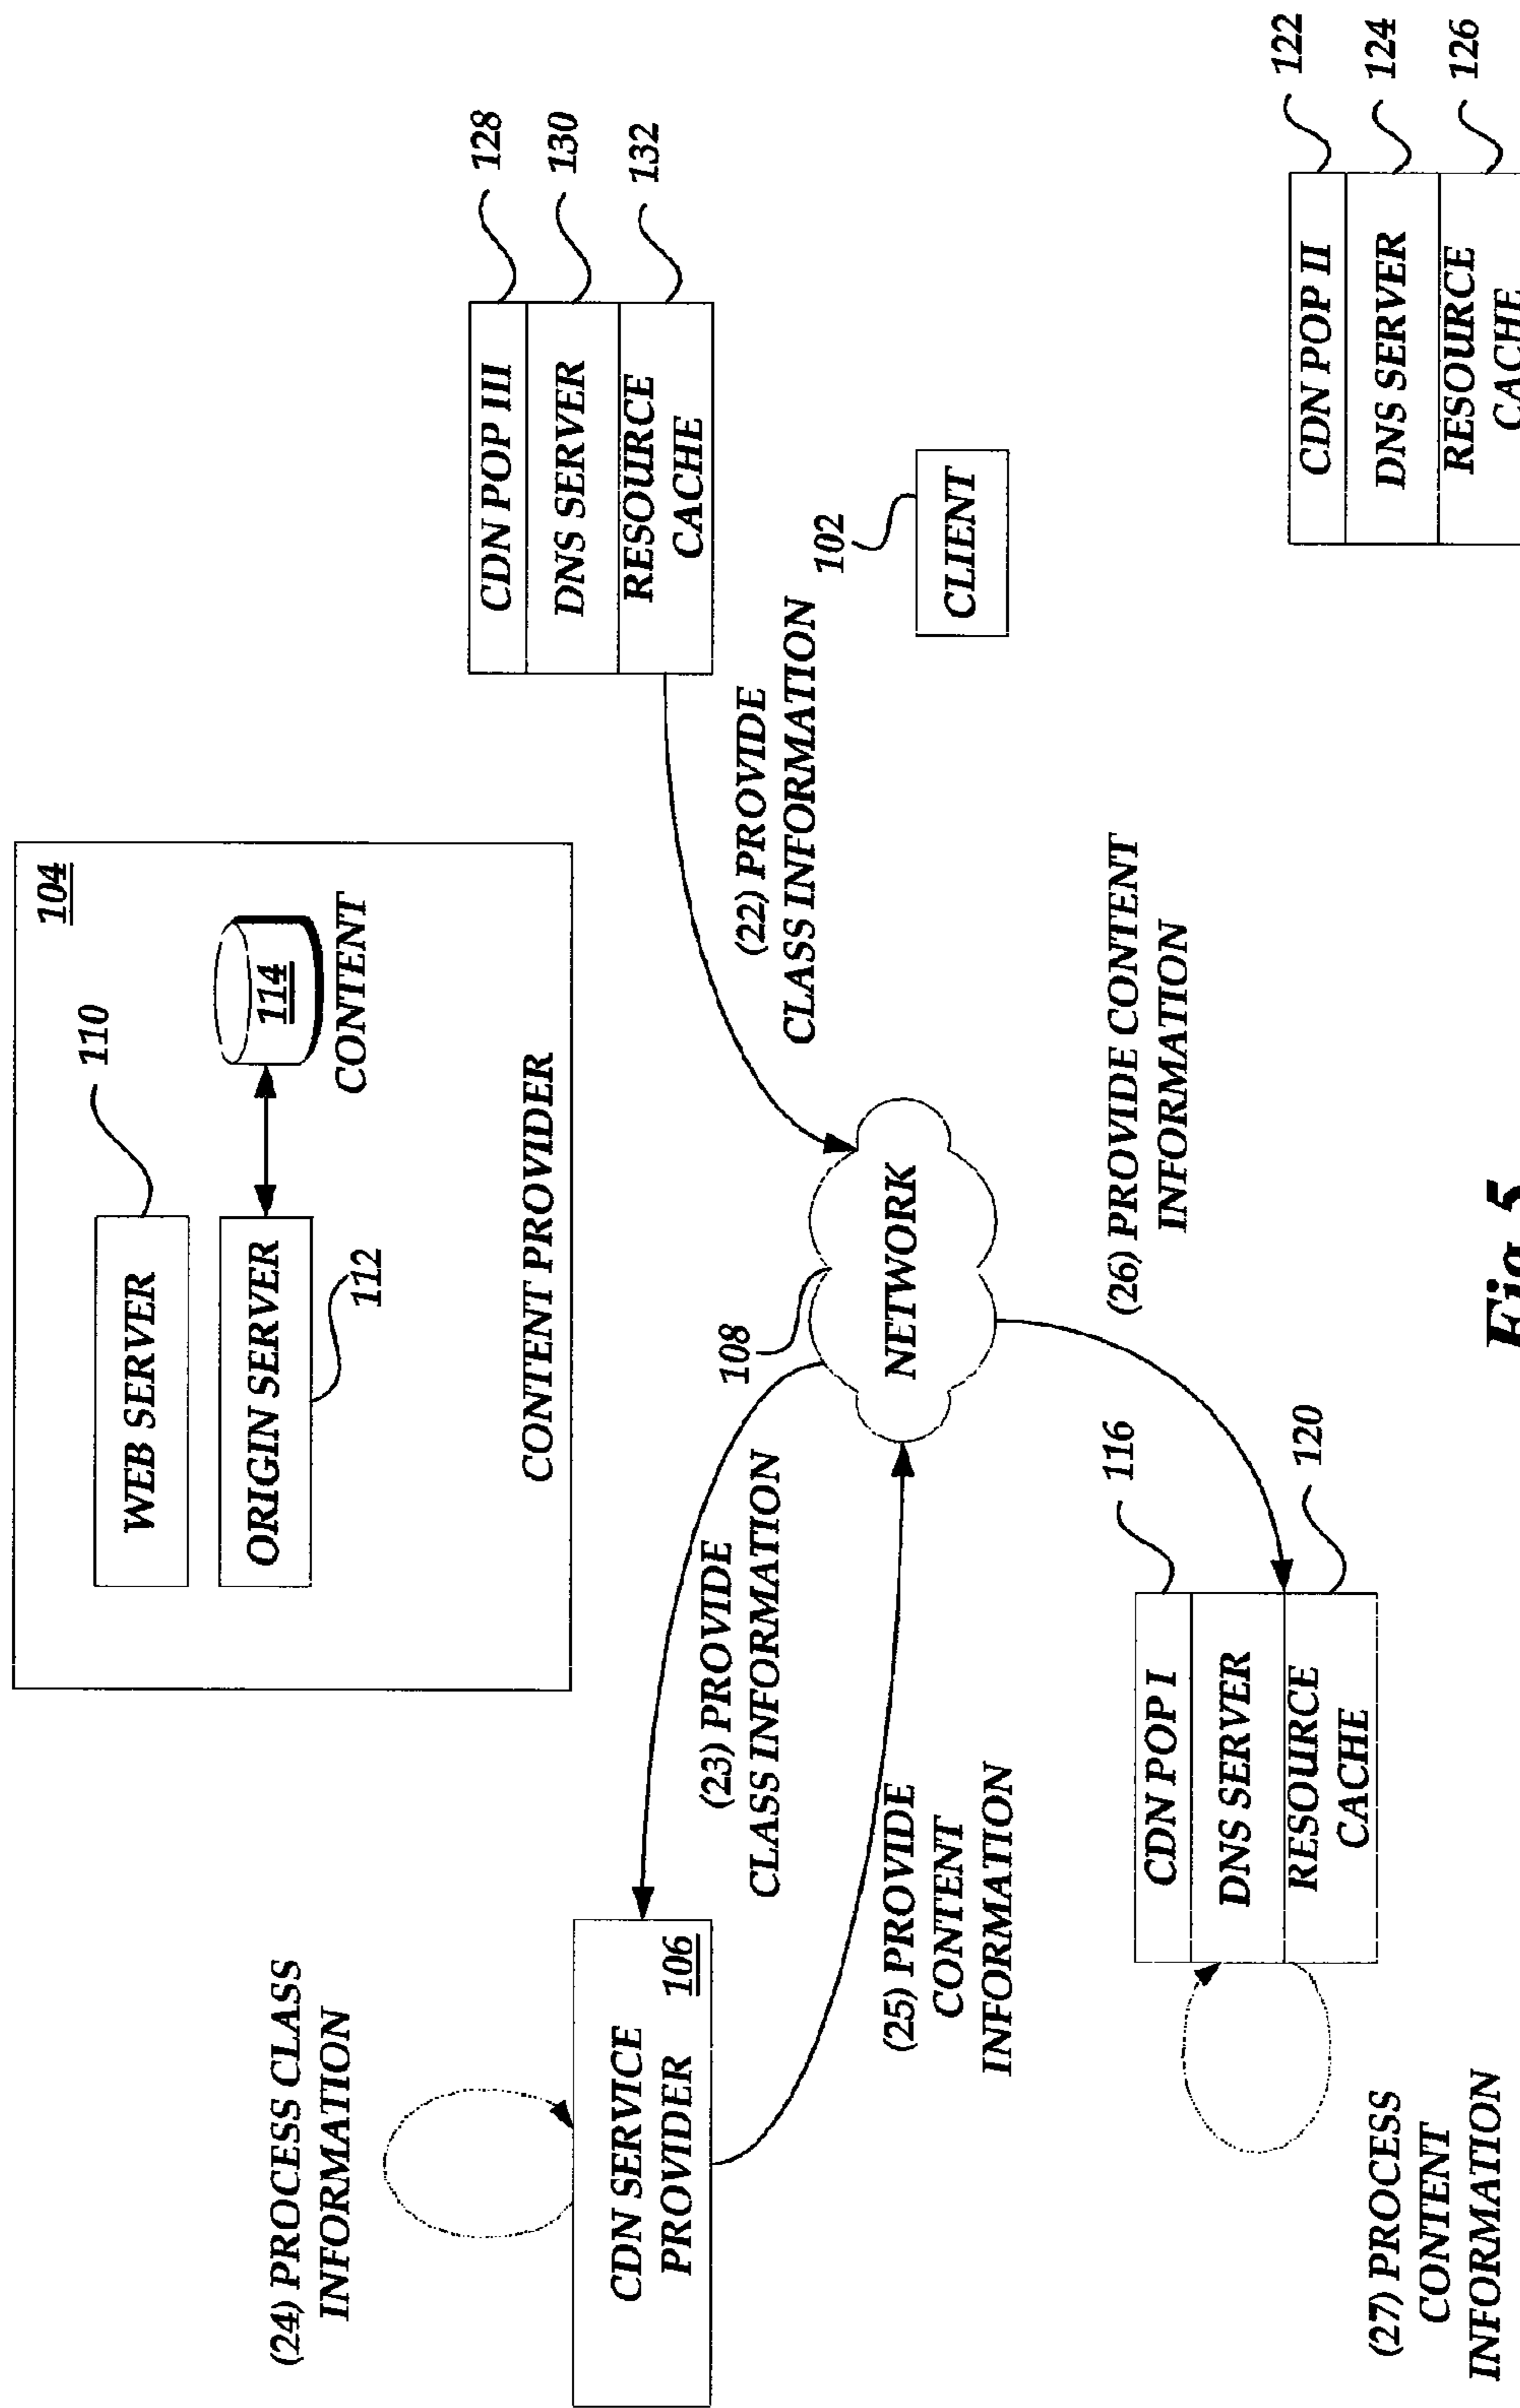 104
110
WEB SERVER
ORIGIN SERVER
114
CONTENT
112
CONTENT PROVIDER
CDN POP III
128
DNS SERVER
130
RESOURCE
CACHE
132
(24) PROCESS CLASS
INFORMATION
CDN SERVICE
PROVIDER
106
(23) PROVIDE
CLASS INFORMATION
(22) PROVIDE
CLASS INFORMATION
108
NETWORK
102
CLIENT
(25) PROVIDE
CONTENT
INFORMATION
(26) PROVIDE CONTENT
INFORMATION
CDN POP I
116
DNS SERVER
RESOURCE
CACHE
120
(27) PROCESS
CONTENT
INFORMATION
CDN POP II
122
DNS SERVER
124
RESOURCE
CACHE
126
Fig. 5.